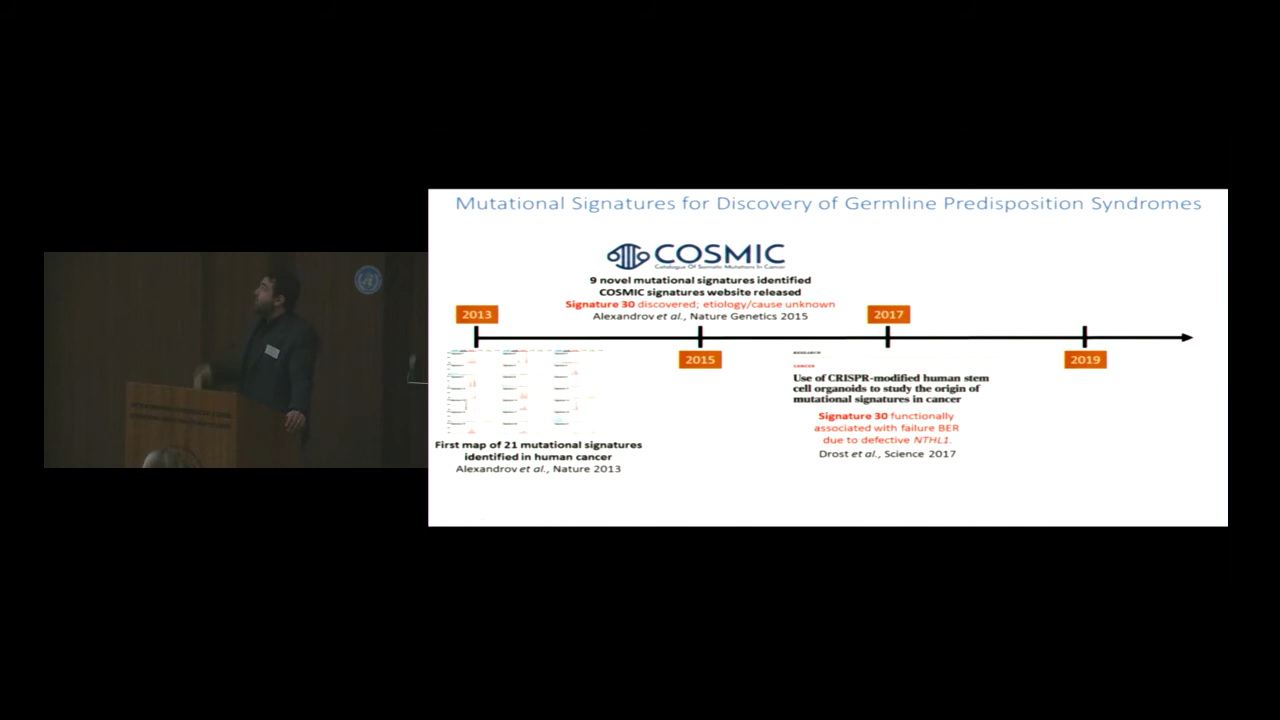 Mutational Signatures for Discovery of Germline Predisposition Syndromes
COSMIC
Catalogue Of Somatic Mutations In Cancer
9 novel mutational signatures identified
COSMIC signatures website released
Signature 30 discovered; etiology/cause unknown
Alexandrov et al., Nature Genetics 2015
2013
2017
2015
2019
First map of 21 mutational signatures
identified in human cancer
Alexandrov et al., Nature 2013
RESEARCH
CANCER
Use of CRISPR-modified human stem
cell organoids to study the origin of
mutational signatures in cancer
Signature 30 functionally
associated with failure BER
due to defective NTHL1.
Drost et al., Science 2017